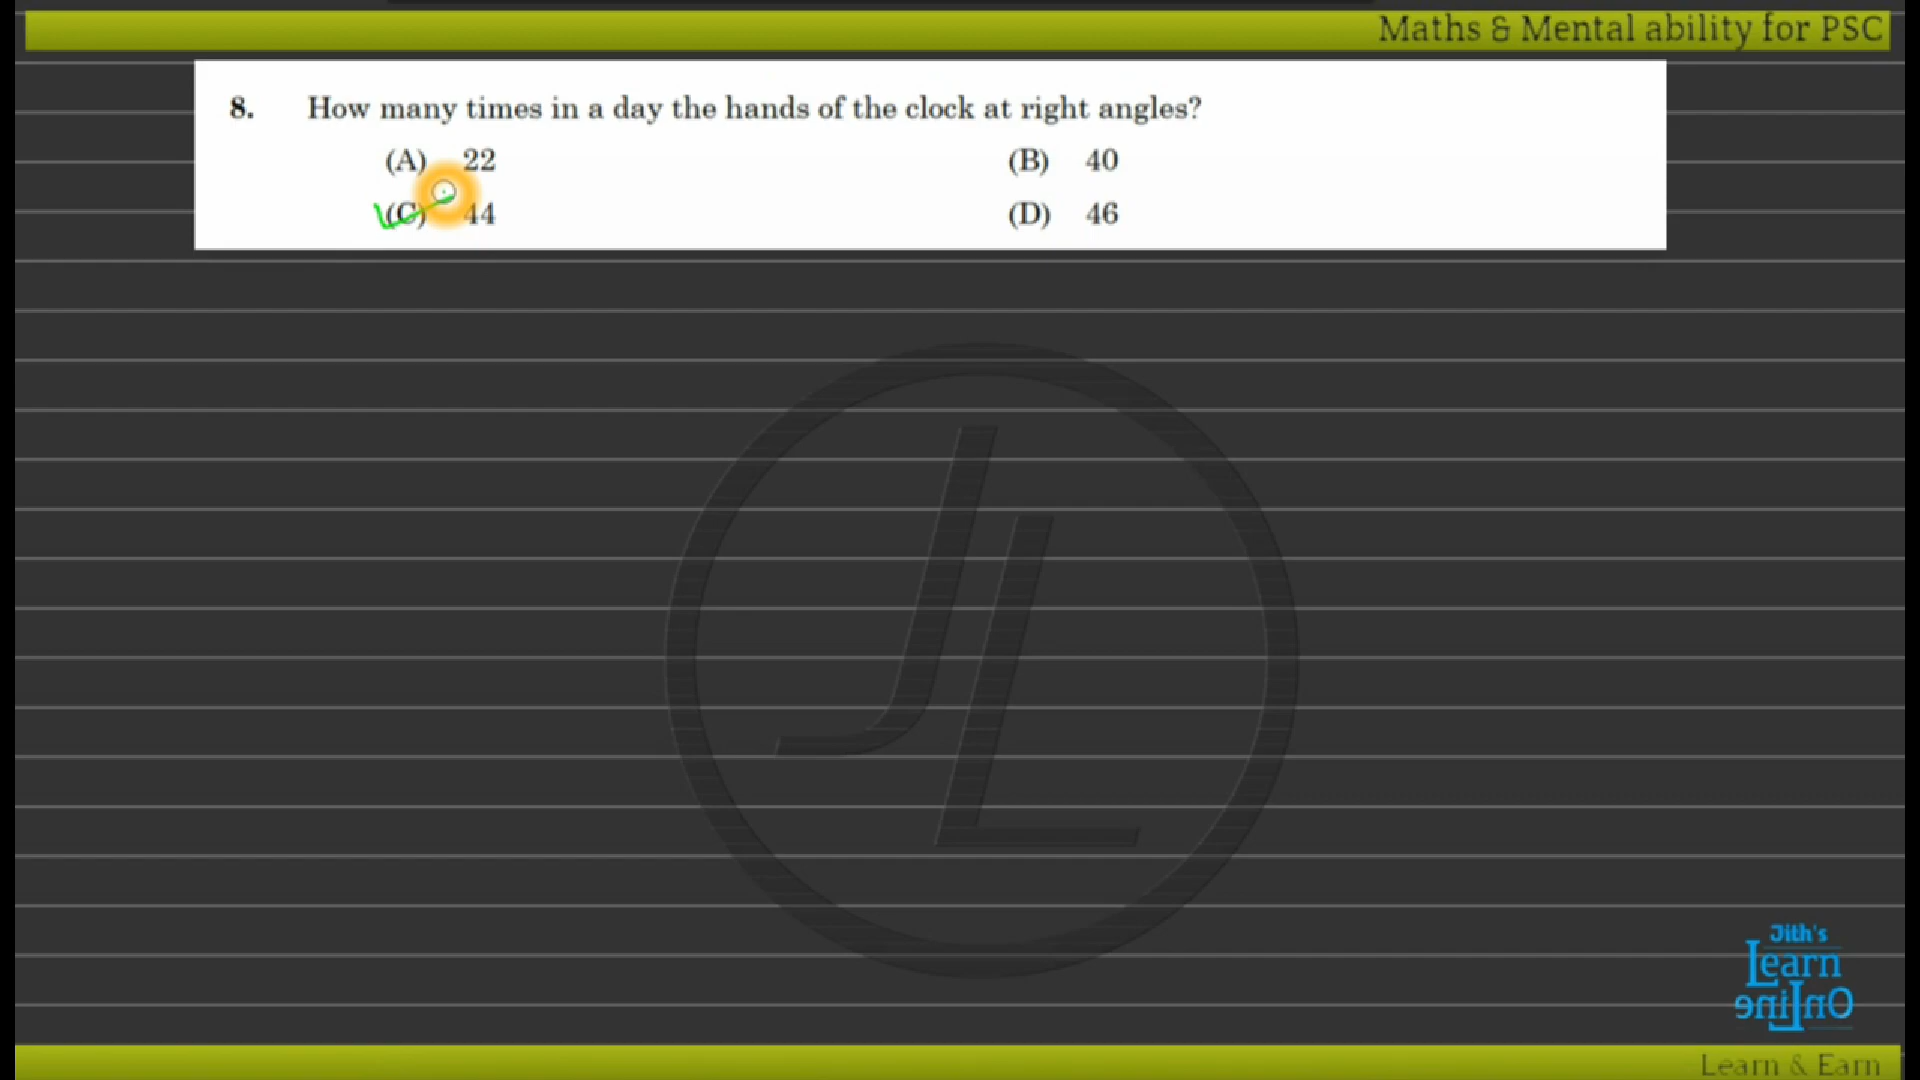 Maths & Mental ability for PSC
8. How many times in a day the hands of the clock at right angles?
(A) 22 (B) 40
(C) 44 (D) 46
JL
Jith's
Learn
OnLine
Learn & Earn